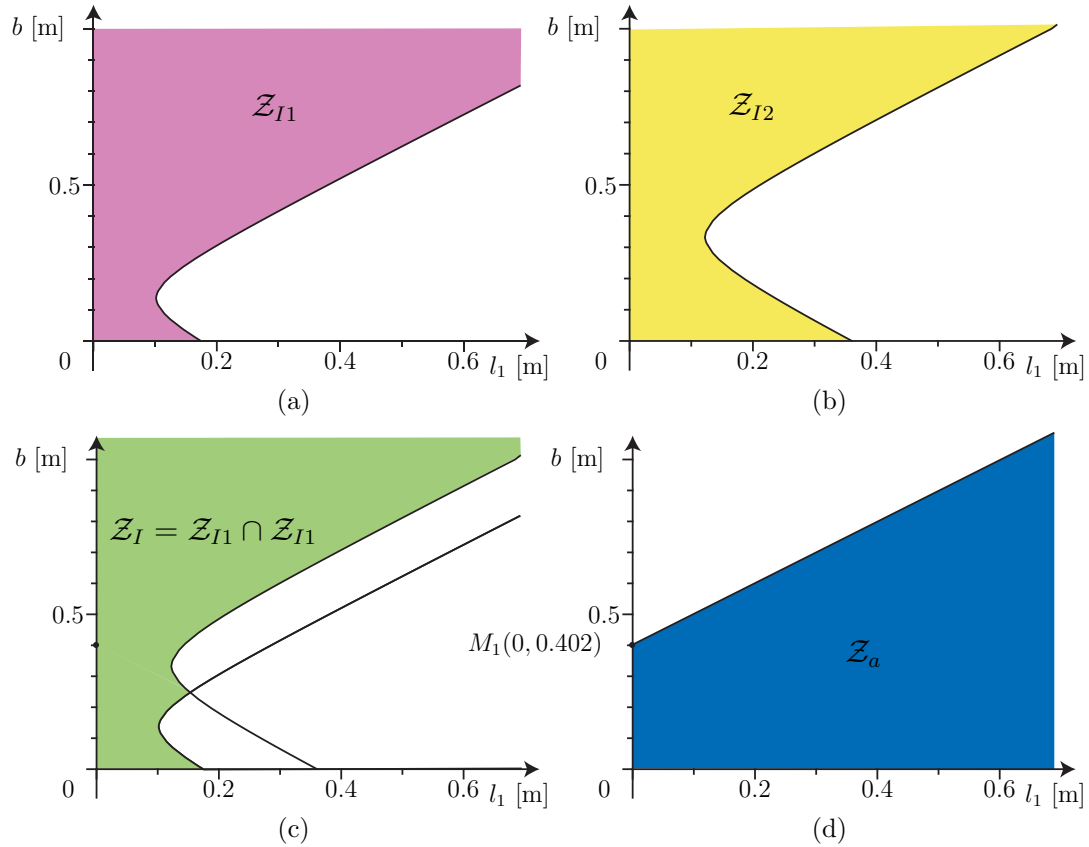 b [m]
𝒵_{I1}
0.5
0
0.2
0.4
0.6
l_1 [m]
(a)
b [m]
𝒵_{I2}
0.5
0
0.2
0.4
0.6
l_1 [m]
(b)
b [m]
𝒵_I = 𝒵_{I1} ∩ 𝒵_{I1}
0.5
0
0.2
0.4
0.6
l_1 [m]
(c)
b [m]
0.5
M_1(0, 0.402)
𝒵_a
0
0.2
0.4
0.6
l_1 [m]
(d)